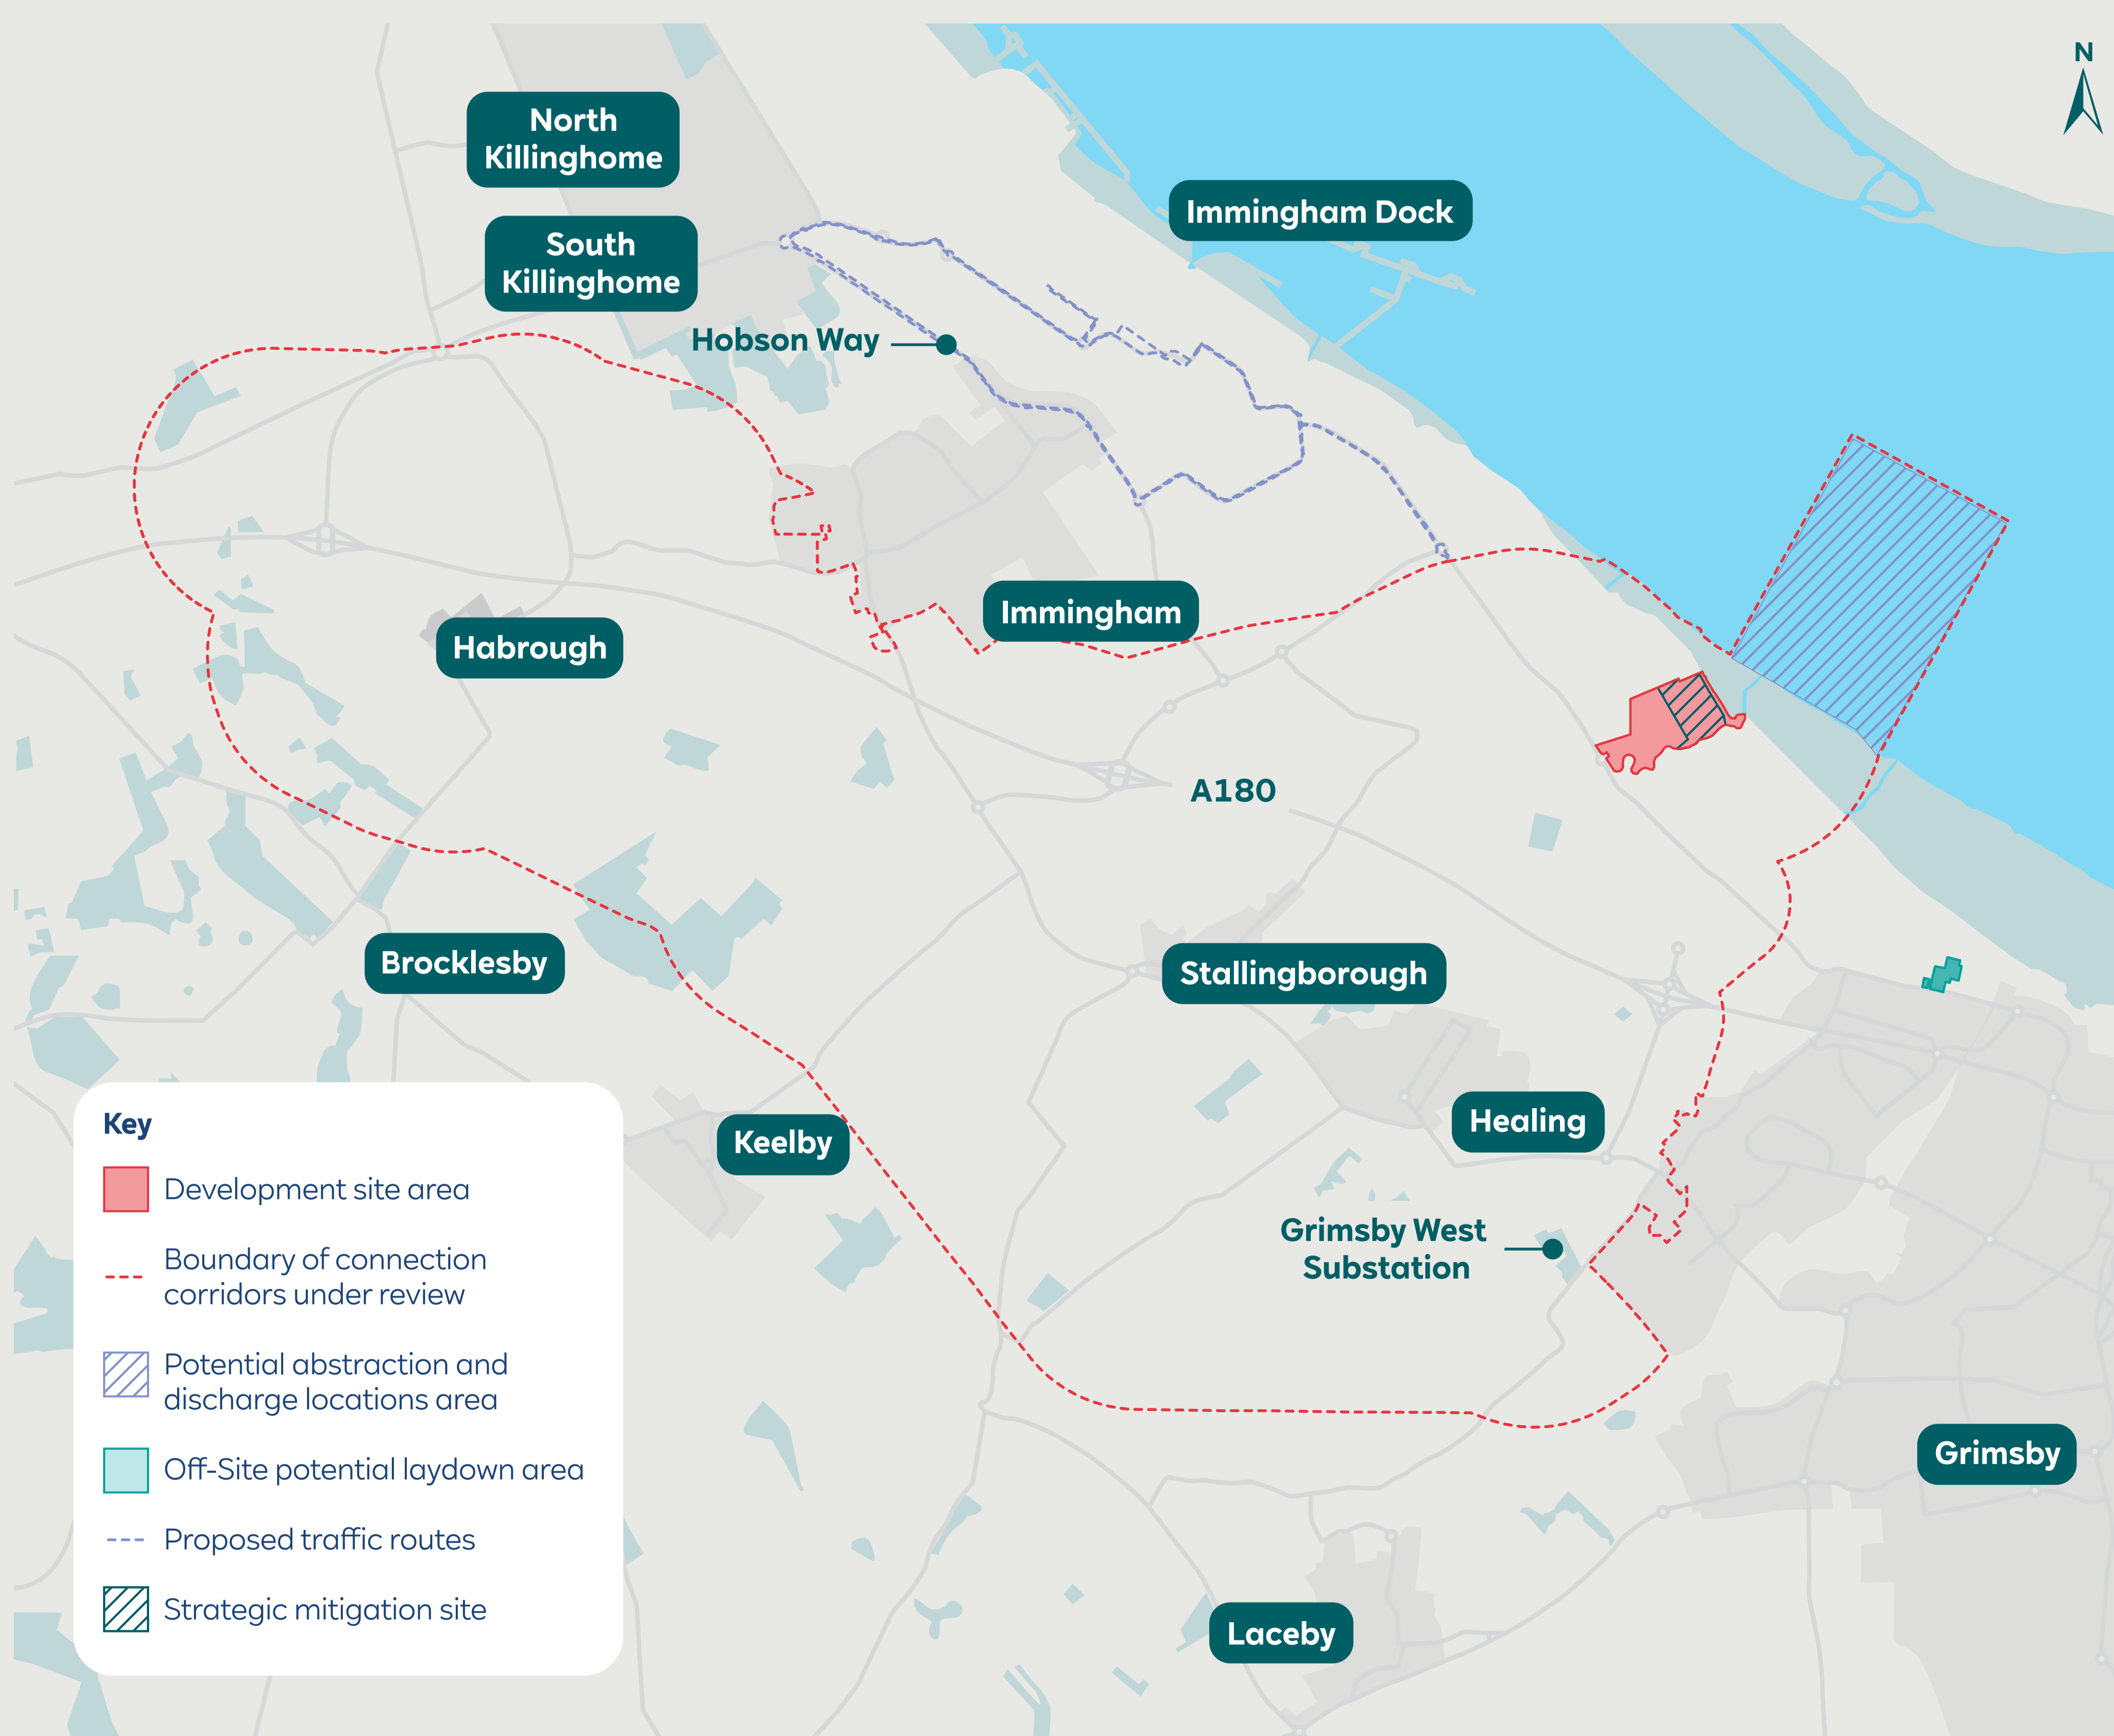 N
North
Killinghome
Immingham Dock
South
Killinghome
Hobson Way
Immingham
Habrough
A180
Brocklesby
Stallingborough
Healing
Keelby
Grimsby West
Substation
Grimsby
Laceby
Key
Development site area
Boundary of connection
corridors under review
Potential abstraction and
discharge locations area
Off-Site potential laydown area
Proposed traffic routes
Strategic mitigation site